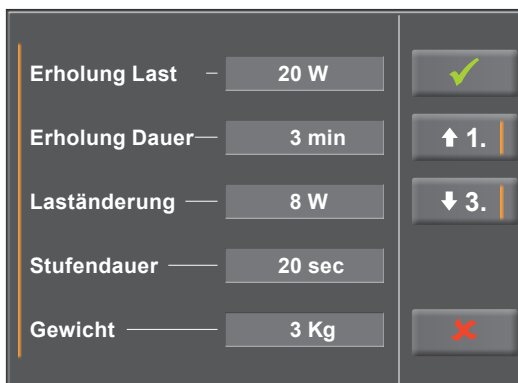 Erholung Last 20 W
Erholung Dauer 3 min
1.
Laständerung 8 W
3.
Stufendauer 20 sec
Gewicht 3 Kg